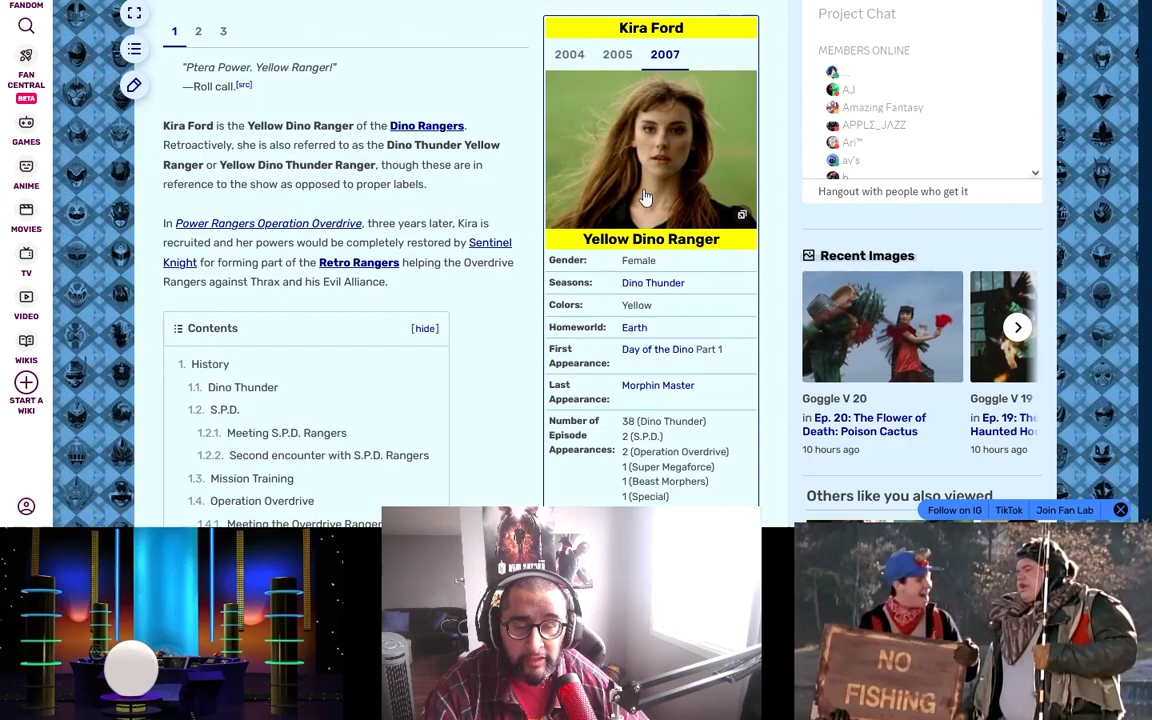 FANDOM
FAN
CENTRAL
BETA
GAMES
ANIME
MOVIES
TV
VIDEO
WIKIS
START A
WIKI
1 2 3
"Ptera Power. Yellow Ranger!"
—Roll call.[src]
Kira Ford is the Yellow Dino Ranger of the Dino Rangers.
Retroactively, she is also referred to as the Dino Thunder Yellow
Ranger or Yellow Dino Thunder Ranger, though these are in
reference to the show as opposed to proper labels.
In Power Rangers Operation Overdrive, three years later, Kira is
recruited and her powers would be completely restored by Sentinel
Knight for forming part of the Retro Rangers helping the Overdrive
Rangers against Thrax and his Evil Alliance.
Contents [hide]
1. History
1.1. Dino Thunder
1.2. S.P.D.
1.2.1. Meeting S.P.D. Rangers
1.2.2. Second encounter with S.P.D. Rangers
1.3. Mission Training
1.4. Operation Overdrive
1.4.1. Meeting the Overdrive Ranger
Kira Ford
2004 2005 2007
Yellow Dino Ranger
Gender: Female
Seasons: Dino Thunder
Colors: Yellow
Homeworld: Earth
First Appearance: Day of the Dino Part 1
Last Appearance: Morphin Master
Number of Episode Appearances: 38 (Dino Thunder)
2 (S.P.D.)
2 (Operation Overdrive)
1 (Super Megaforce)
1 (Beast Morphers)
1 (Special)
Project Chat
MEMBERS ONLINE
...
AJ
Amazing Fantasy
APPLΣ_JΛZZ
Ari™
av's
Hangout with people who get it
Recent Images
Goggle V 20
in Ep. 20: The Flower of
Death: Poison Cactus
10 hours ago
Goggle V 19
in Ep. 19: The
Haunted Hou
10 hours ago
Others like you also viewed
Follow on IG TikTok Join Fan Lab
NO
FISHING